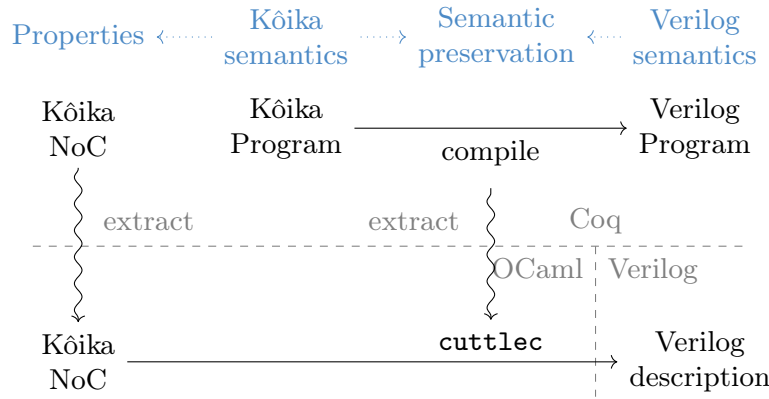 Properties
Kôika
semantics
Semantic
preservation
Verilog
semantics
Kôika
NoC
Kôika
Program
compile
Verilog
Program
extract
extract
Coq
OCaml
Verilog
Kôika
NoC
cuttlec
Verilog
description